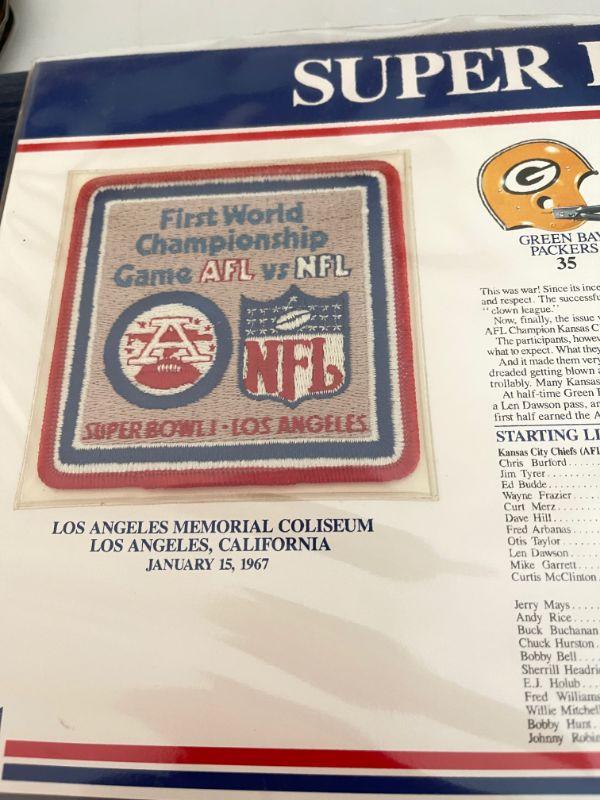 SUPER
First World
Championship
Game AFL vs NFL
A
NFL
SUPER BOWL I · LOS ANGELES
LOS ANGELES MEMORIAL COLISEUM
LOS ANGELES, CALIFORNIA
JANUARY 15, 1967
G
GREEN BAY
PACKERS
35
This was war! Since its ince
and respect. The successfu
"clown league."
Now, finally, the issue
AFL Champion Kansas C
The participants, howev
what to expect. What they
And it made them very
dreaded getting blown
trollably. Many Kansas
At half-time Green
a Len Dawson pass, an
first half earned the A
STARTING LI
Kansas City Chiefs (AFL
Chris Burford....
Jim Tyrer....
Ed Budde....
Wayne Frazier....
Curt Merz....
Dave Hill....
Fred Arbanas....
Otis Taylor....
Len Dawson....
Mike Garrett....
Curtis McClinton
Jerry Mays....
Andy Rice....
Buck Buchanan
Chuck Hurston.
Bobby Bell....
Sherrill Headri
E.J. Holub....
Fred Williams
Willie Mitchell
Bobby Hunt.
Johnny Robin